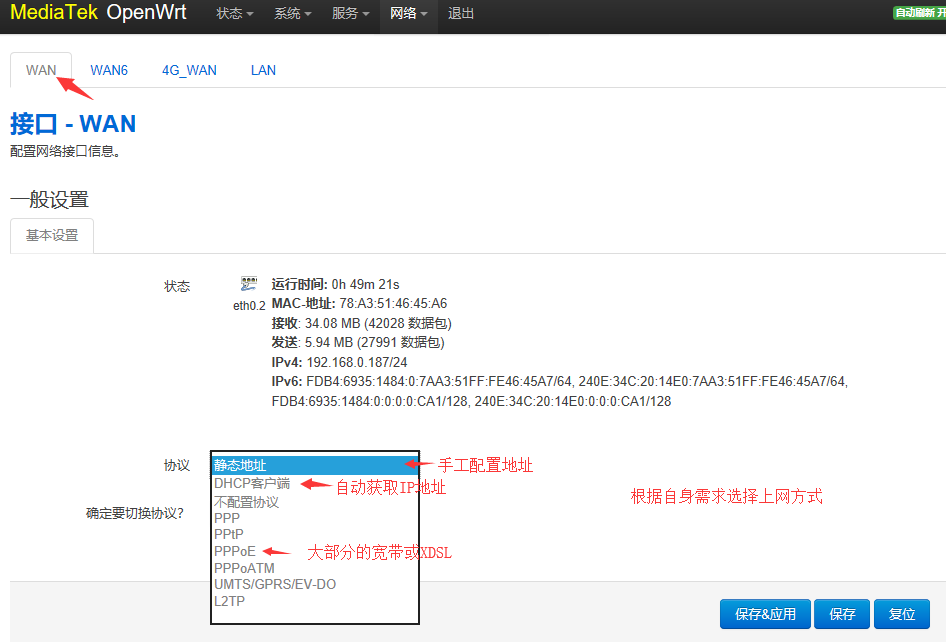 MediaTek OpenWrt 状态 系统 服务 网络 退出 自动刷新 开
WAN WAN6 4G_WAN LAN
接口 - WAN
配置网络接口信息。
一般设置
基本设置
状态
eth0.2
运行时间: 0h 49m 21s
MAC-地址: 78:A3:51:46:45:A6
接收: 34.08 MB (42028 数据包)
发送: 5.94 MB (27991 数据包)
IPv4: 192.168.0.187/24
IPv6: FDB4:6935:1484:0:7AA3:51FF:FE46:45A7/64, 240E:34C:20:14E0:7AA3:51FF:FE46:45A7/64,
FDB4:6935:1484:0:0:0:0:CA1/128, 240E:34C:20:14E0:0:0:0:CA1/128
协议
静态地址 手工配置地址
DHCP客户端 自动获取IP地址
不配置协议
根据自身需求选择上网方式
确定要切换协议?
PPP
PPtP
PPPoE 大部分的宽带或XDSL
PPPoATM
UMTS/GPRS/EV-DO
L2TP
保存&应用 保存 复位